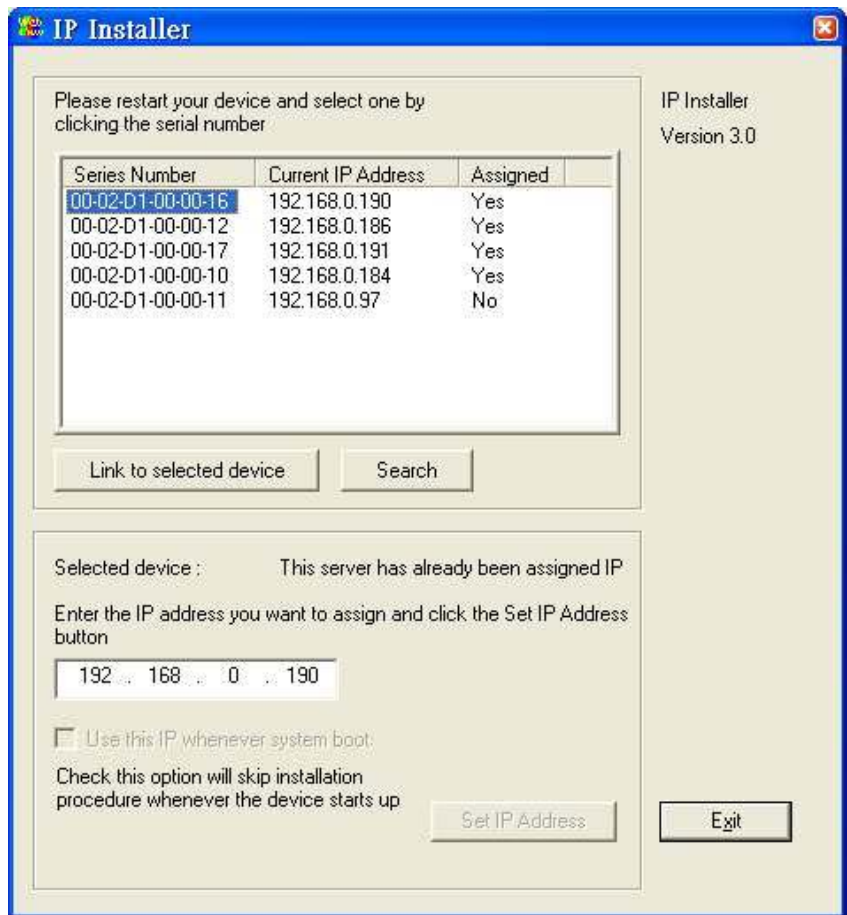 IP Installer
Please restart your device and select one by
clicking the serial number
IP Installer
Version 3.0
Series Number Current IP Address Assigned
00-02-D1-00-00-16 192.168.0.190 Yes
00-02-D1-00-00-12 192.168.0.186 Yes
00-02-D1-00-00-17 192.168.0.191 Yes
00-02-D1-00-00-10 192.168.0.184 Yes
00-02-D1-00-00-11 192.168.0.97 No
Link to selected device Search
Selected device : This server has already been assigned IP
Enter the IP address you want to assign and click the Set IP Address
button
192 . 168 . 0 . 190
Use this IP whenever system boot.
Check this option will skip installation
procedure whenever the device starts up
Set IP Address Exit